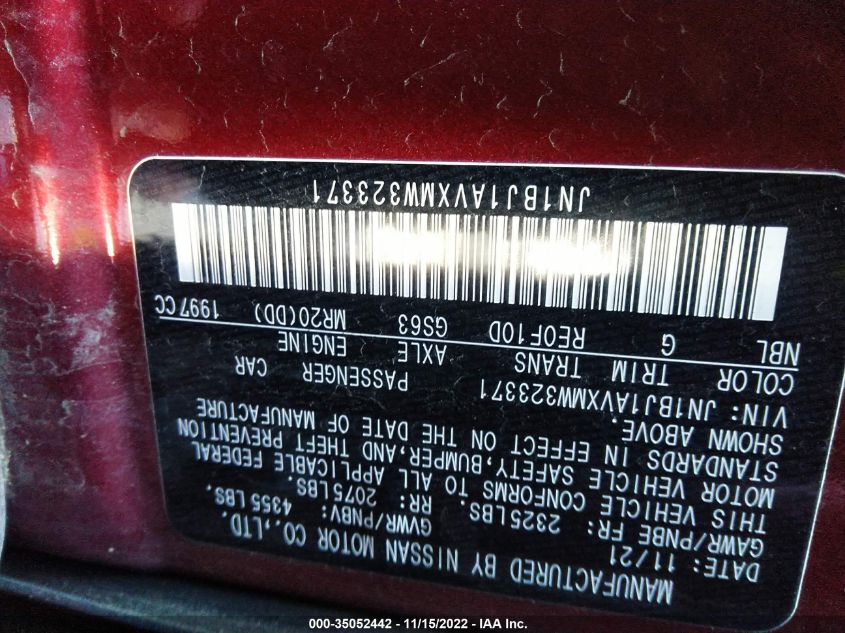 MANUFACTURED BY NISSAN MOTOR CO.,LTD.
11/21 GVWR/PNBV: 4355 LBS.
GAWR/PNBE FR: 2325LBS. RR: 2075LBS.
THIS VEHICLE CONFORMS TO ALL APPLICABLE FEDERAL
MOTOR VEHICLE SAFETY,BUMPER,AND THEFT PREVENTION
STANDARDS IN EFFECT ON THE DATE OF MANUFACTURE
SHOWN ABOVE.
VIN: JN1BJ1AVXMW323371 PASSENGER CAR
COLOR TRIM TRANS AXLE ENGINE
NBL G RE0F10D GS63 MR20(DD) 1997CC
JN1BJ1AVXMW323371
000-35052442 - 11/15/2022 - IAA Inc.